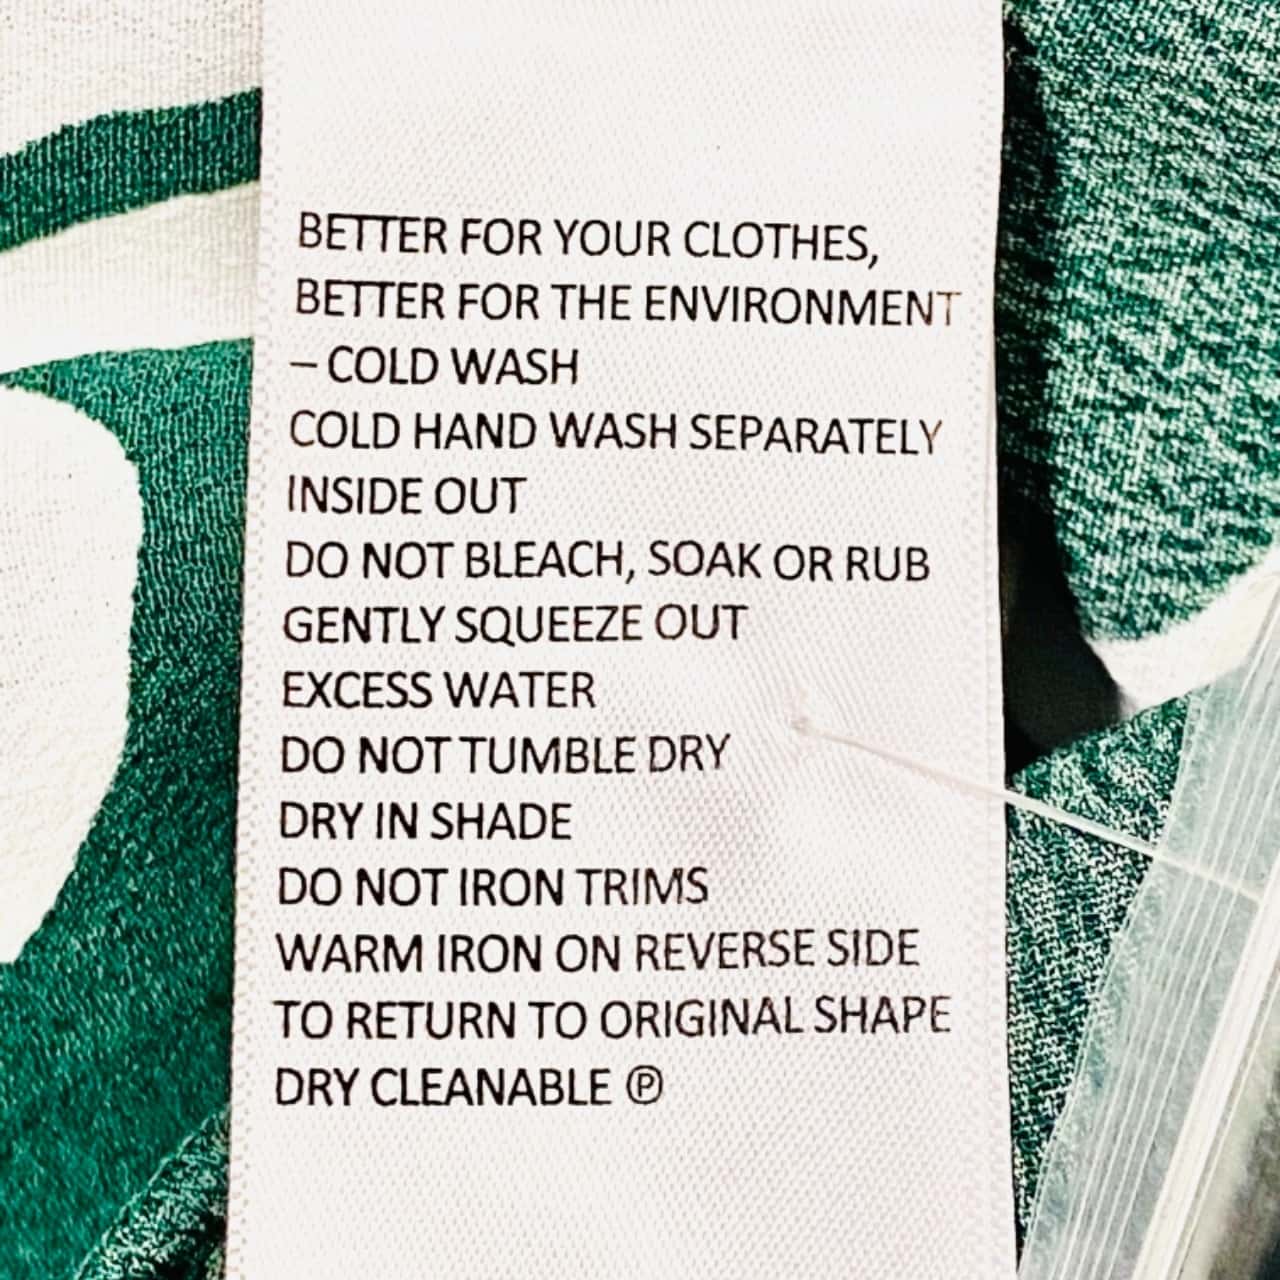 BETTER FOR YOUR CLOTHES,
BETTER FOR THE ENVIRONMENT
– COLD WASH
COLD HAND WASH SEPARATELY
INSIDE OUT
DO NOT BLEACH, SOAK OR RUB
GENTLY SQUEEZE OUT
EXCESS WATER
DO NOT TUMBLE DRY
DRY IN SHADE
DO NOT IRON TRIMS
WARM IRON ON REVERSE SIDE
TO RETURN TO ORIGINAL SHAPE
DRY CLEANABLE Ⓟ